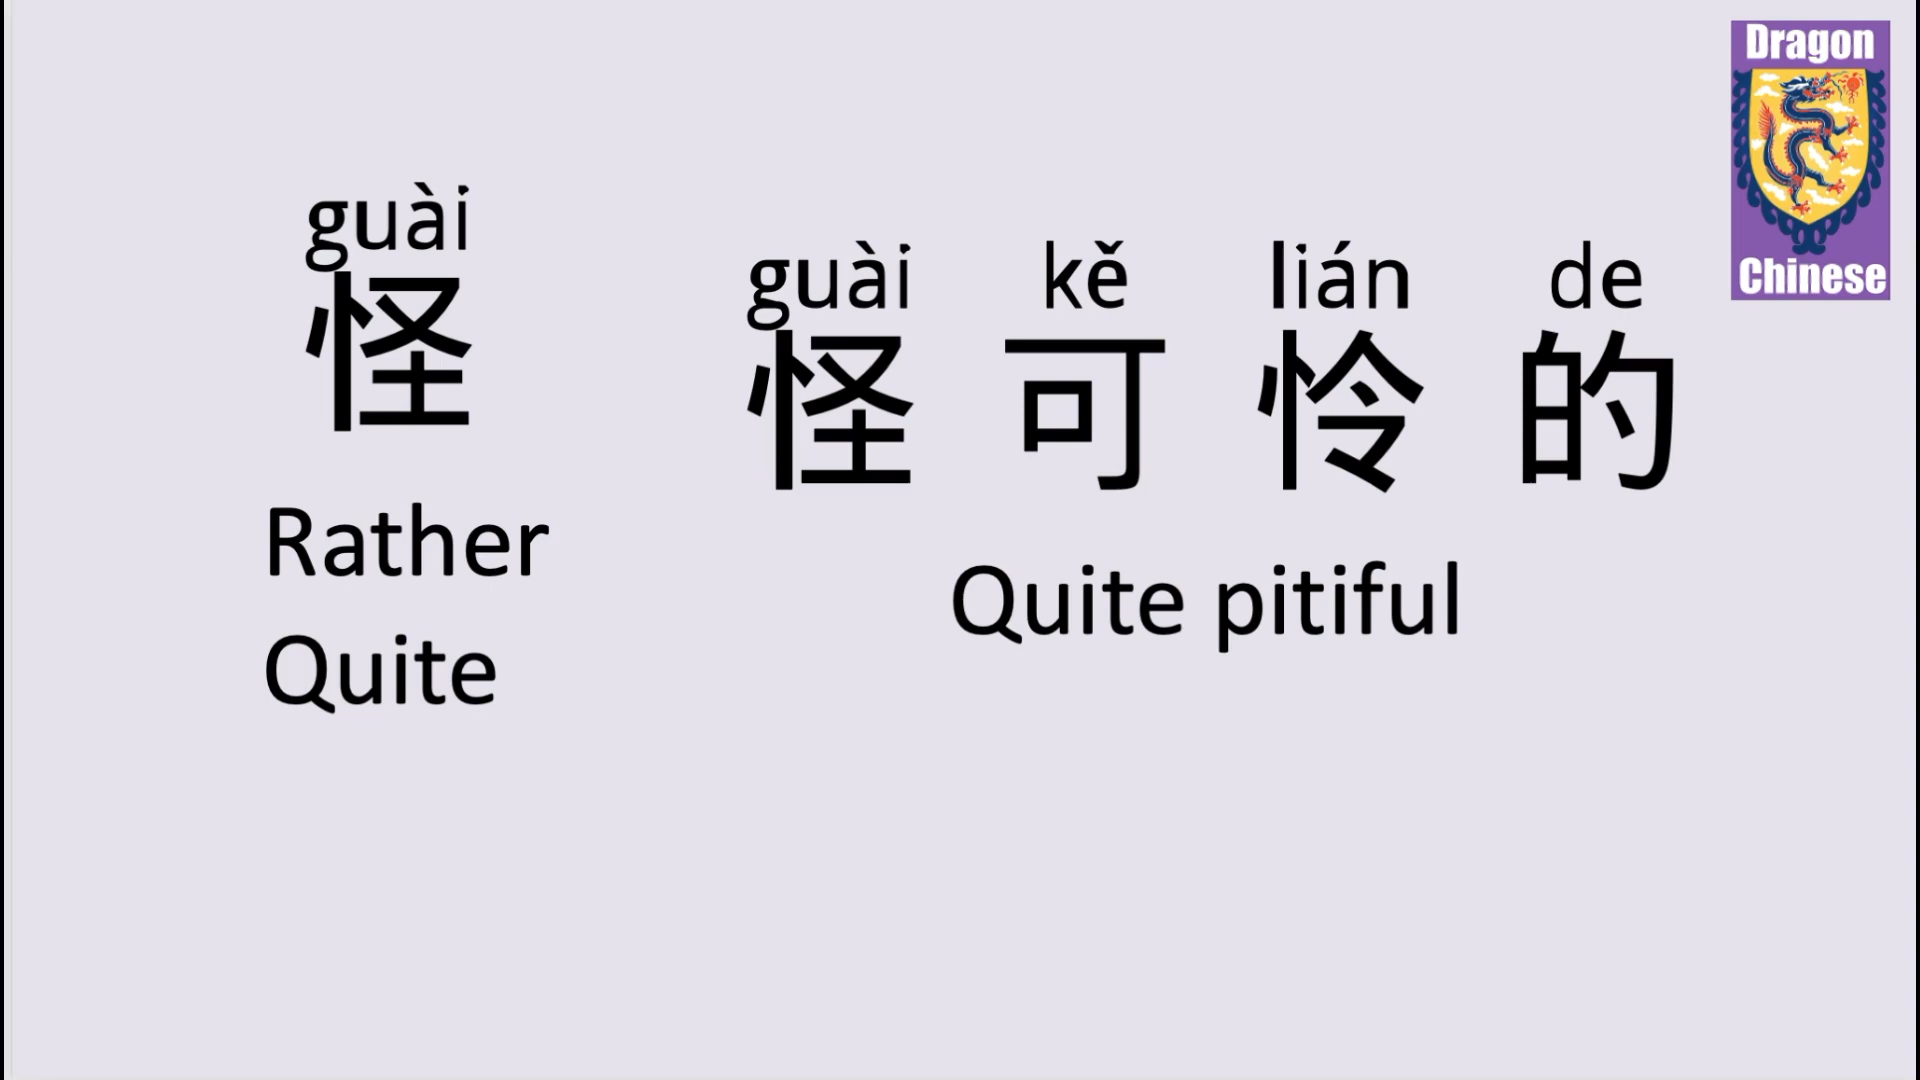 guài
怪
Rather
Quite
guài kě lián de
怪可怜的
Quite pitiful
Dragon
Chinese